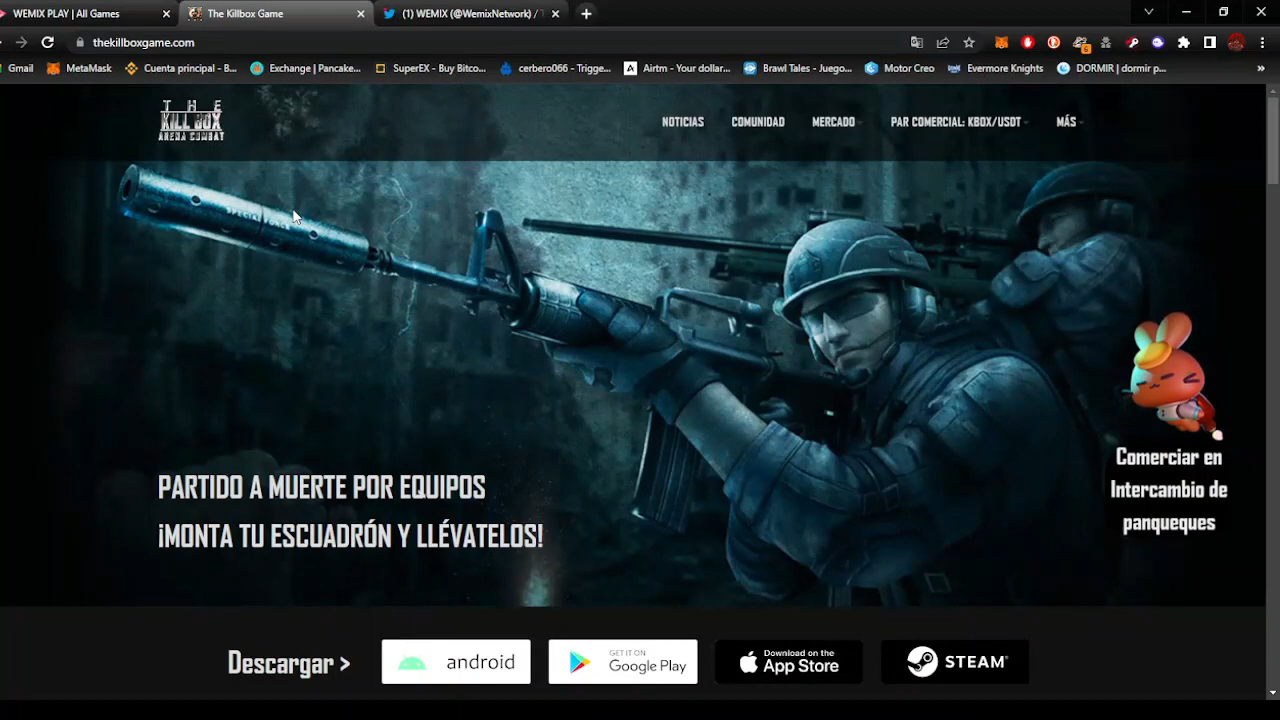 WEMIX PLAY | All Games
The Killbox Game
(1) WEMIX (@WemixNetwork) / T
thekillboxgame.com
Gmail
MetaMask
Cuenta principal - B...
Exchange | Pancake...
SuperEX - Buy Bitco...
cerbero066 - Trigge...
Airtm - Your dollar...
Brawl Tales - Juego...
Motor Creo
Evermore Knights
DORMIR | dormir p...
»
THE
KILL BOX
ARENA COMBAT
NOTICIAS
COMUNIDAD
MERCADO
PAR COMERCIAL: KBOX/USDT
MÁS
SPECIAL FORCE
PARTIDO A MUERTE POR EQUIPOS
¡MONTA TU ESCUADRÓN Y LLÉVATELOS!
Comerciar en
Intercambio de
panqueques
Descargar >
android
GET IT ON
Google Play
Download on the
App Store
STEAM